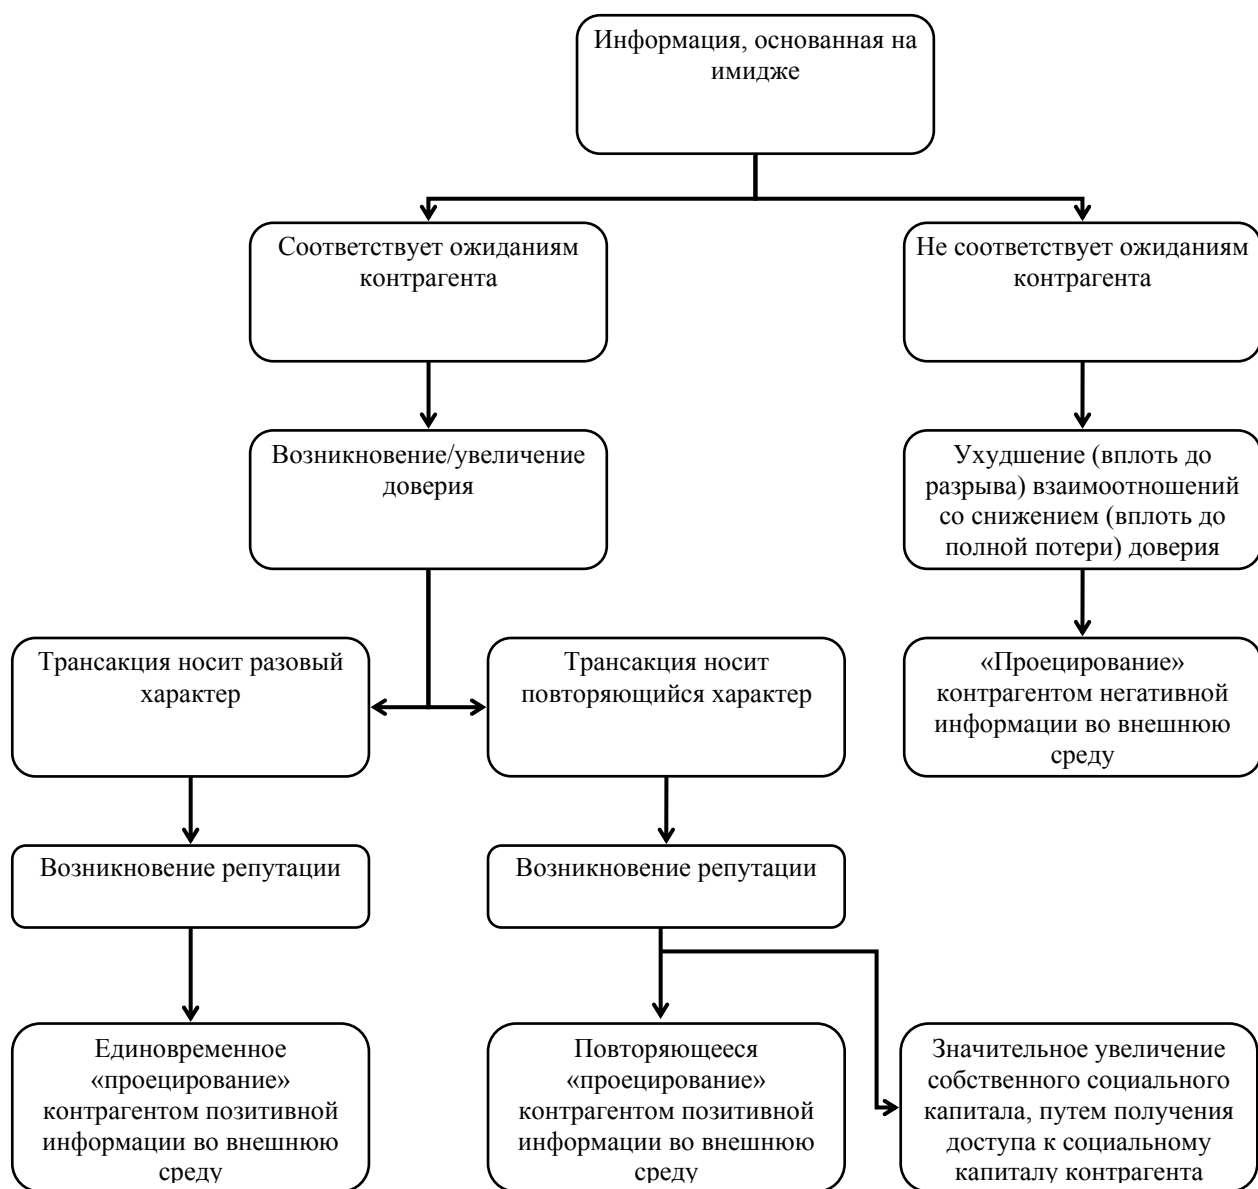 Информация, основанная на
имидже
Соответствует ожиданиям
контрагента
Не соответствует ожиданиям
контрагента
Возникновение/увеличение
доверия
Ухудшение (вплоть до
разрыва) взаимоотношений
со снижением (вплоть до
полной потери) доверия
Трансакция носит разовый
характер
Трансакция носит
повторяющийся характер
«Проецирование»
контрагентом негативной
информации во внешнюю
среду
Возникновение репутации
Возникновение репутации
Единовременное
«проецирование»
контрагентом позитивной
информации во внешнюю
среду
Повторяющееся
«проецирование»
контрагентом позитивной
информации во внешнюю
среду
Значительное увеличение
собственного социального
капитала, путем получения
доступа к социальному
капиталу контрагента